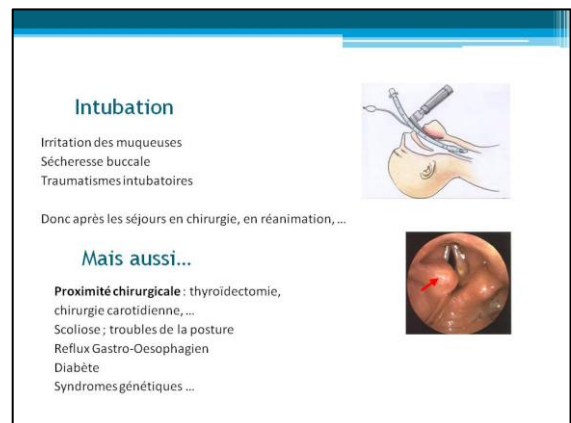 Intubation
Irritation des muqueuses
Sécheresse buccale
Traumatismes intubatoires
Donc après les séjours en chirurgie, en réanimation, ...
Mais aussi...
Proximité chirurgicale : thyroïdectomie,
chirurgie carotidienne, ...
Scoliose ; troubles de la posture
Reflux Gastro-Oesophagien
Diabète
Syndromes génétiques ...